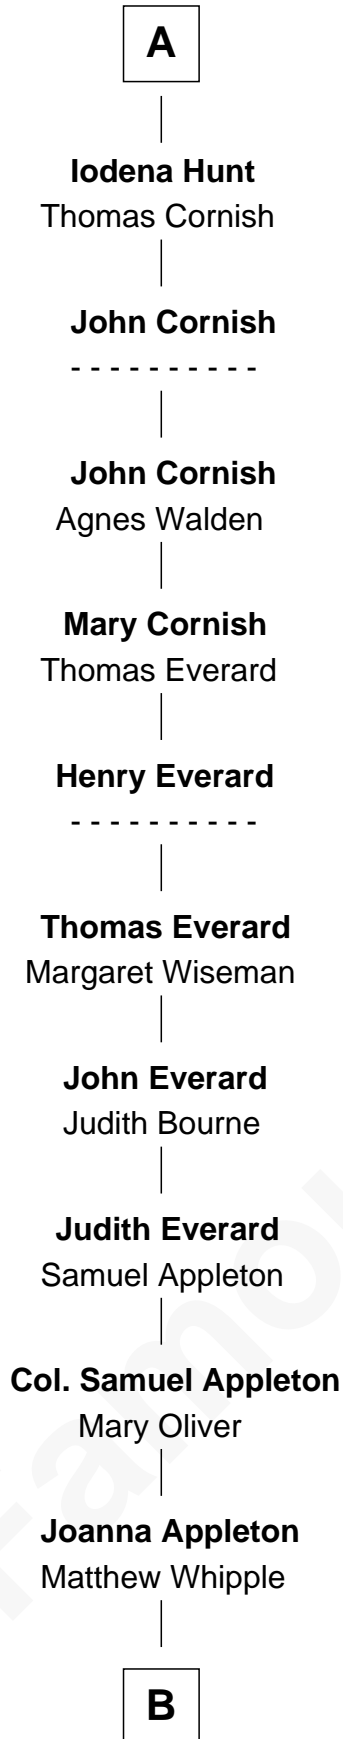 A
Iodena Hunt
Thomas Cornish
John Cornish
- - - - - - - - - -
John Cornish
Agnes Walden
Mary Cornish
Thomas Everard
Henry Everard
- - - - - - - - - -
Thomas Everard
Margaret Wiseman
John Everard
Judith Bourne
Judith Everard
Samuel Appleton
Col. Samuel Appleton
Mary Oliver
Joanna Appleton
Matthew Whipple
B